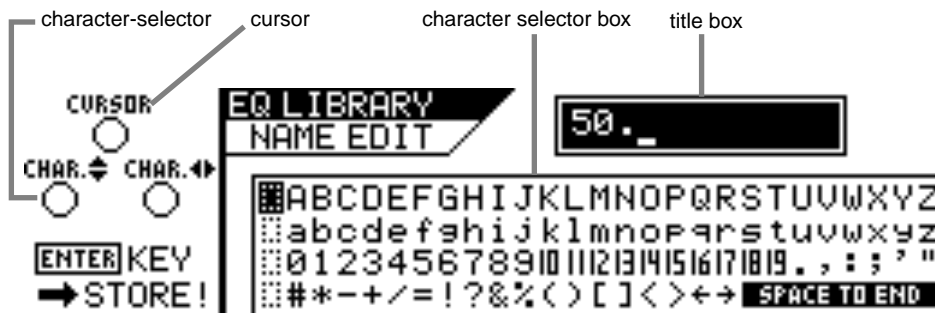 character-selector cursor character selector box title box
CURSOR
EQ LIBRARY
NAME EDIT
50._
CHAR.♦ CHAR.◀▶
ABCDEFGHIJKLMNOPQRSTUVWXYZ
abcdefghijklmnopqrstuvwxyz
ENTER KEY
0123456789 10 11 12 13 14 15 16 17 18 19 . , : ; ' "
➡STORE!
#*-+/=!?&%()[]<>←→ SPACE TO END